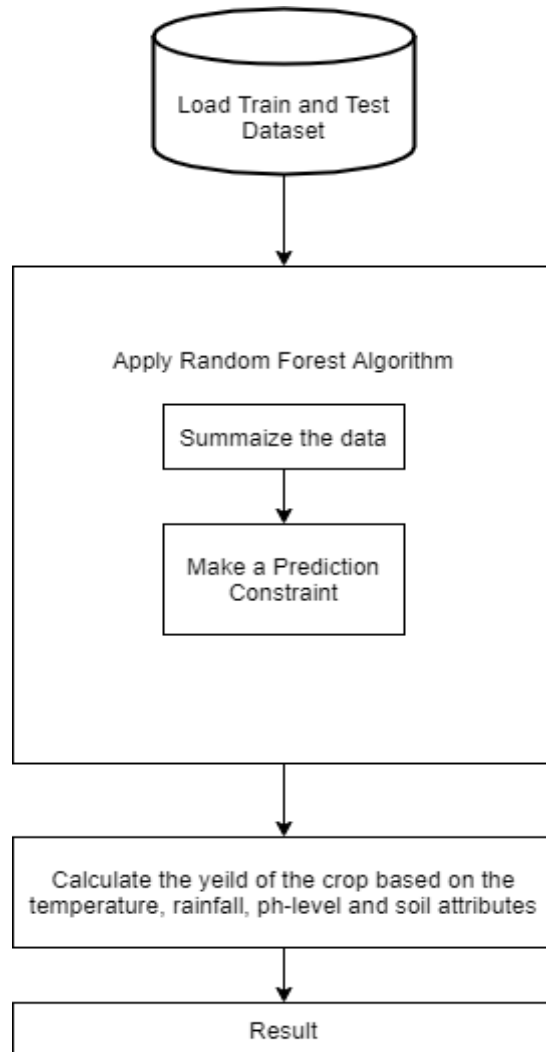 Load Train and Test
Dataset
Apply Random Forest Algorithm
Summaize the data
Make a Prediction
Constraint
Calculate the yeild of the crop based on the
temperature, rainfall, ph-level and soil attributes
Result